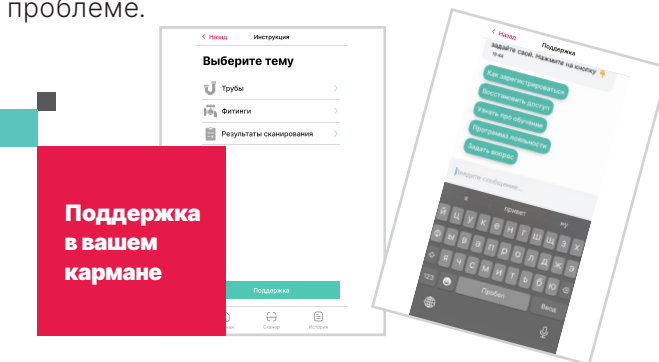 проблеме.
Назад Инструкция
Выберите тему
Трубы
Фитинги
Результаты сканирования
Поддержка
Сканер История
Поддержка
в вашем
кармане
Назад Поддержка
задайте свой. Нажмите на кнопку 👇
Как зарегистрироваться
Восстановить доступ
Узнать про обучение
Программа лояльности
Задать вопрос
Введите сообщение...
я привет ну
й ц у к е н г ш щ з х
ф ы в а п р о л д ж э
я ч с м и т ь б ю
123 Пробел Ввод